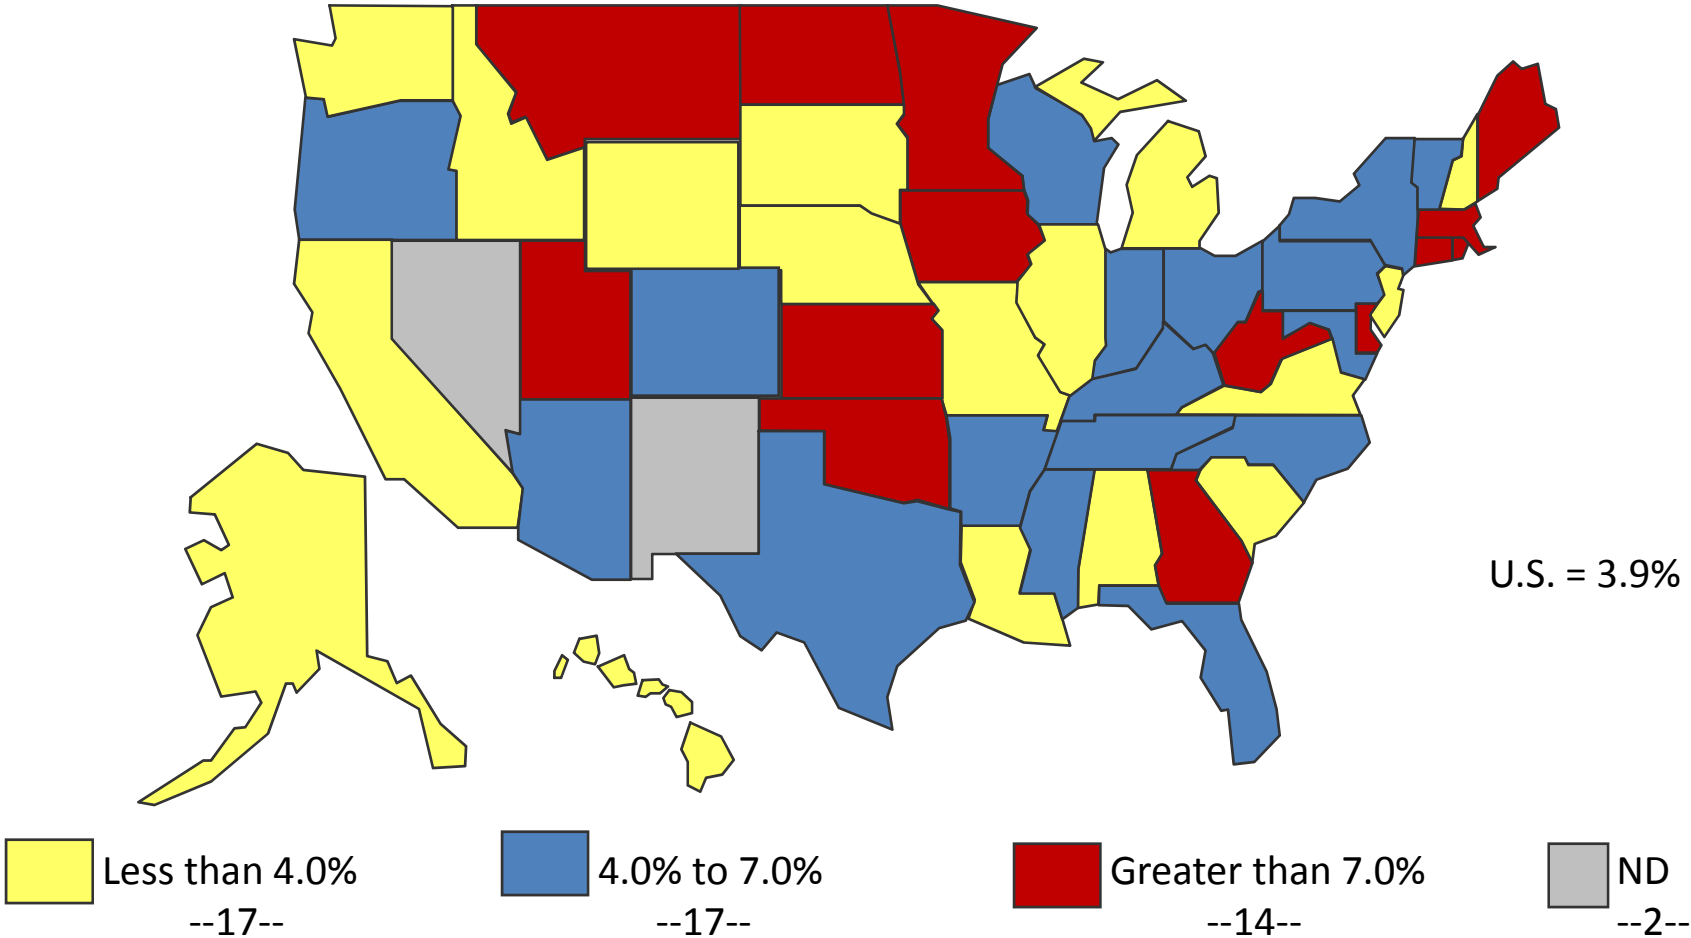 U.S. = 3.9%
Less than 4.0%
--17--
4.0% to 7.0%
--17--
Greater than 7.0%
--14--
ND
--2--